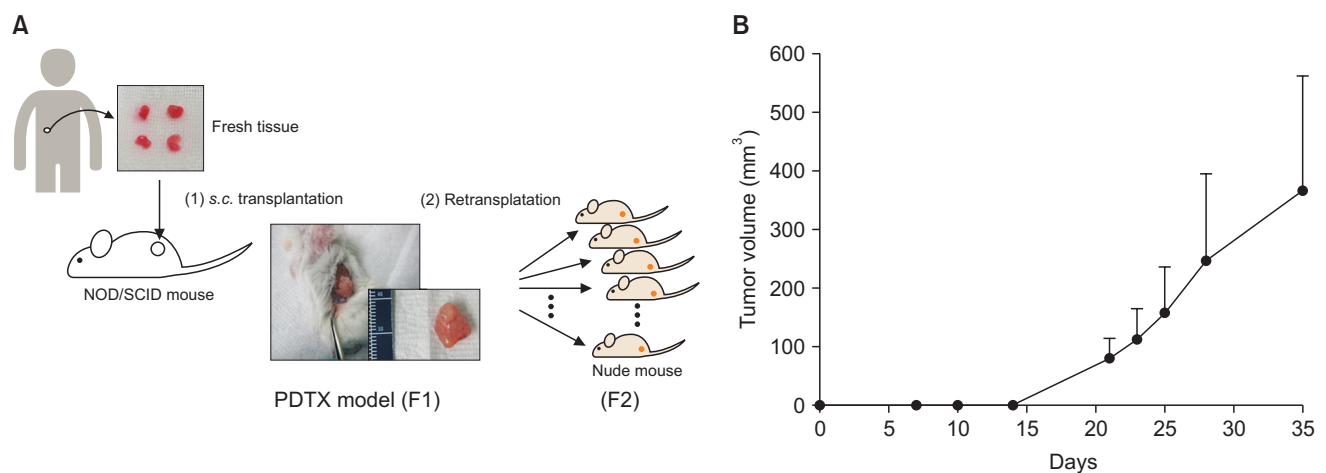 A
Fresh tissue
(1) s.c. transplantation
(2) Retransplatation
NOD/SCID mouse
Nude mouse
PDTX model (F1)
(F2)
B
600
500
400
300
200
100
0
Tumor volume (mm³)
0 5 10 15 20 25 30 35
Days